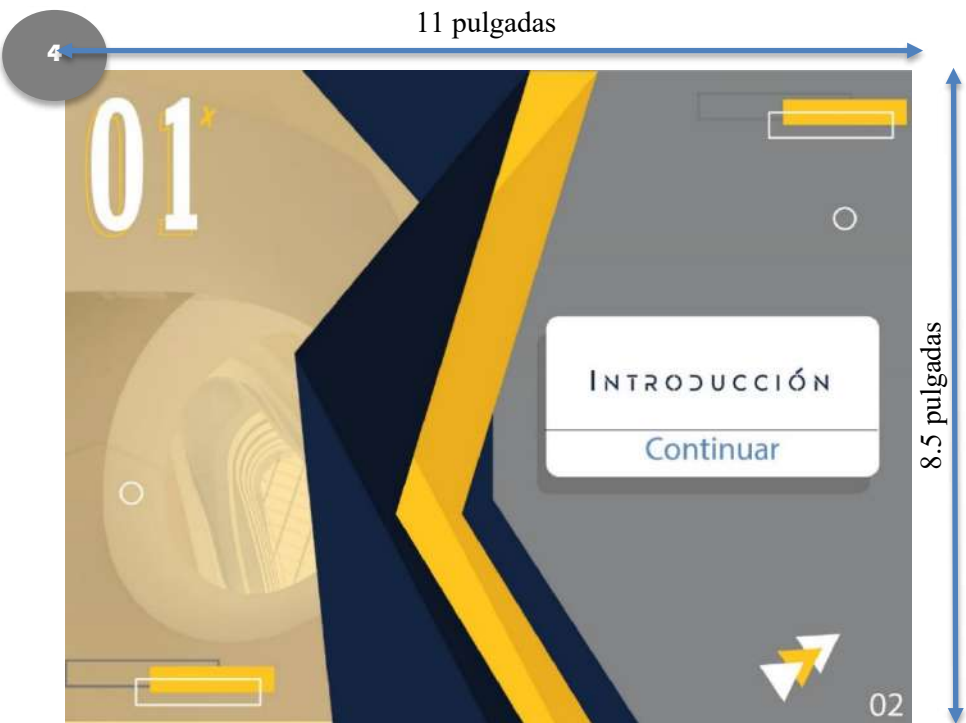 11 pulgadas
4
01
x
8.5 pulgadas
INTRODUCCIÓN
Continuar
02